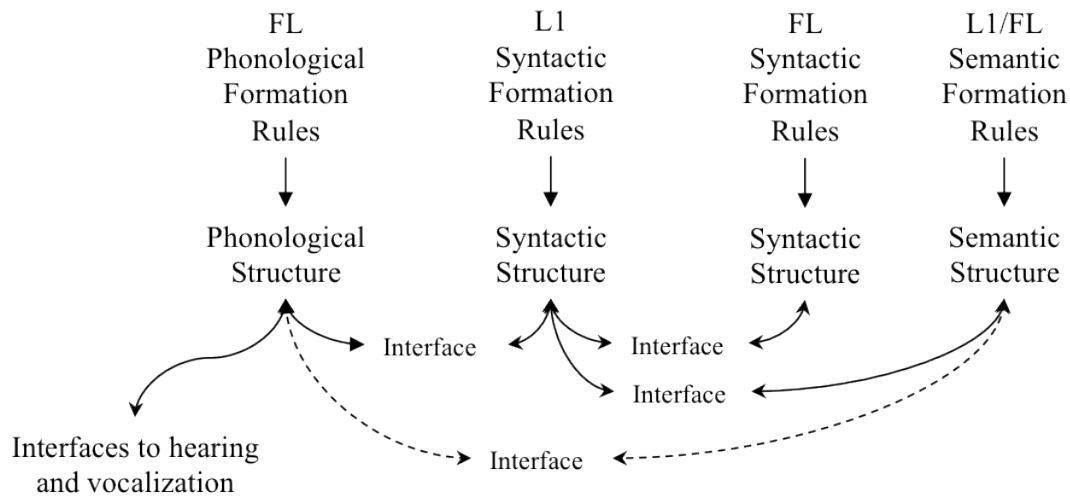 FL
Phonological
Formation
Rules
L1
Syntactic
Formation
Rules
FL
Syntactic
Formation
Rules
L1/FL
Semantic
Formation
Rules
Phonological
Structure
Syntactic
Structure
Syntactic
Structure
Semantic
Structure
Interface
Interface
Interface
Interface
Interfaces to hearing
and vocalization